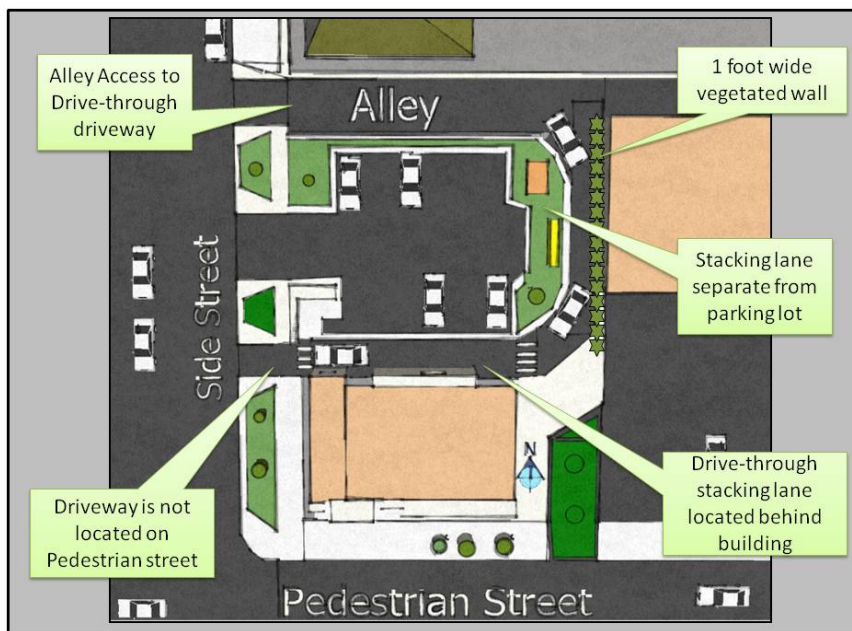 Alley Access to
Drive-through
driveway
Alley
1 foot wide
vegetated wall
Stacking lane
separate from
parking lot
Side Street
N
Driveway is not
located on
Pedestrian street
Drive-through
stacking lane
located behind
building
Pedestrian Street